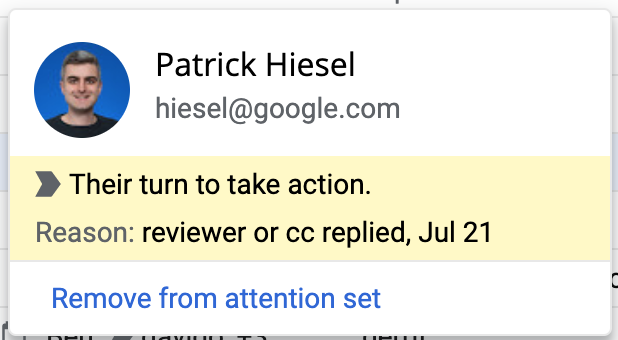 Patrick Hiesel
hiesel@google.com
Their turn to take action.
Reason: reviewer or cc replied, Jul 21
Remove from attention set